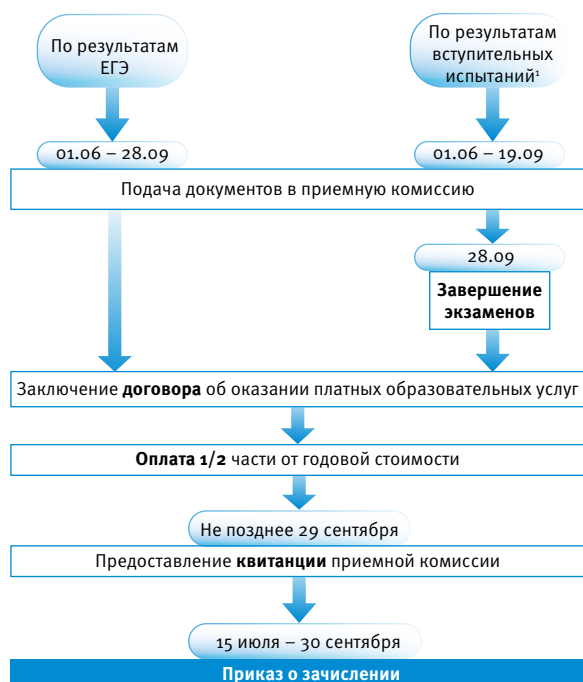 По результатам
ЕГЭ
По результатам
вступительных
испытаний¹
01.06 – 28.09
01.06 – 19.09
Подача документов в приемную комиссию
28.09
Завершение
экзаменов
Заключение договора об оказании платных образовательных услуг
Оплата 1/2 части от годовой стоимости
Не позднее 29 сентября
Предоставление квитанции приемной комиссии
15 июля – 30 сентября
Приказ о зачислении